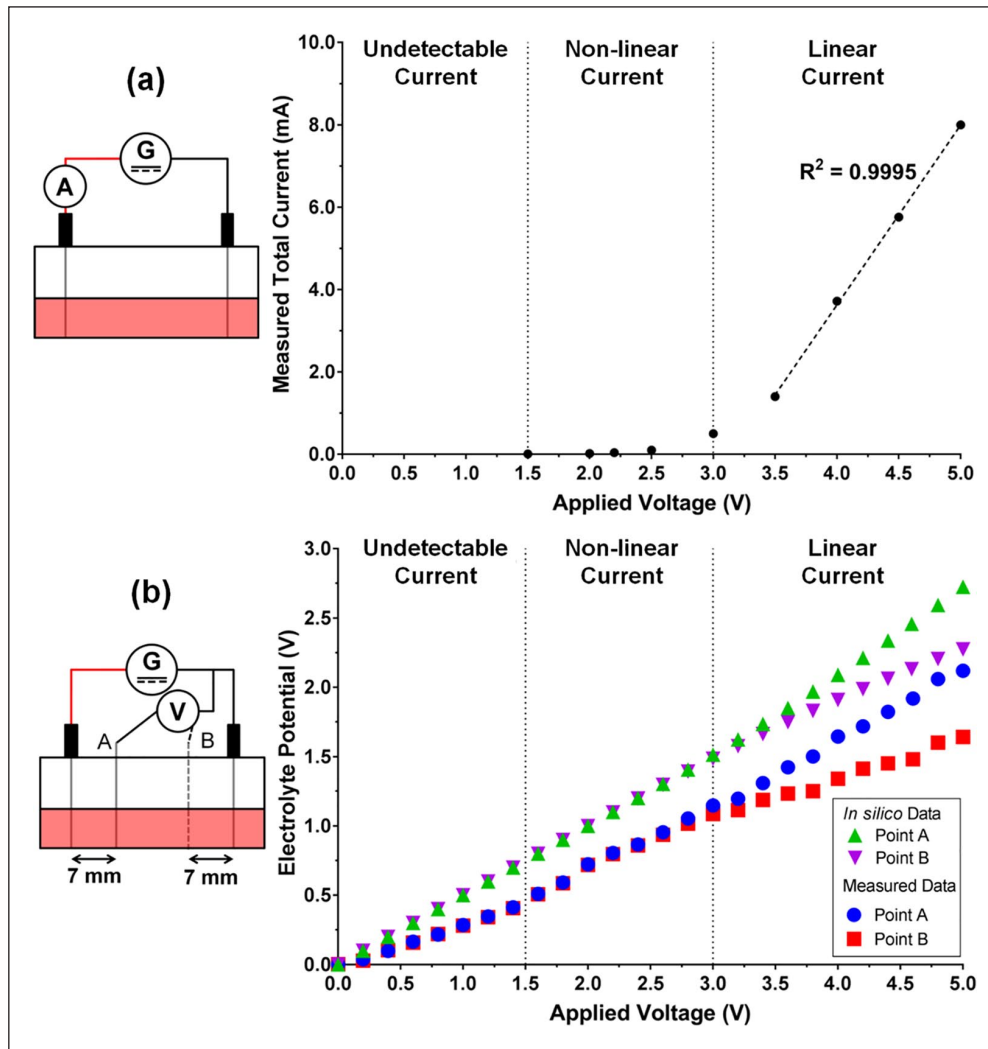 (a)
G
A
Undetectable Current
Non-linear Current
Linear Current
R² = 0.9995
Measured Total Current (mA)
10.0
8.0
6.0
4.0
2.0
0.0
0.0 0.5 1.0 1.5 2.0 2.5 3.0 3.5 4.0 4.5 5.0
Applied Voltage (V)
(b)
G
V
A
B
7 mm
7 mm
Undetectable Current
Non-linear Current
Linear Current
Electrolyte Potential (V)
3.0
2.5
2.0
1.5
1.0
0.5
0.0
In silico Data
Point A
Point B
Measured Data
Point A
Point B
0.0 0.5 1.0 1.5 2.0 2.5 3.0 3.5 4.0 4.5 5.0
Applied Voltage (V)